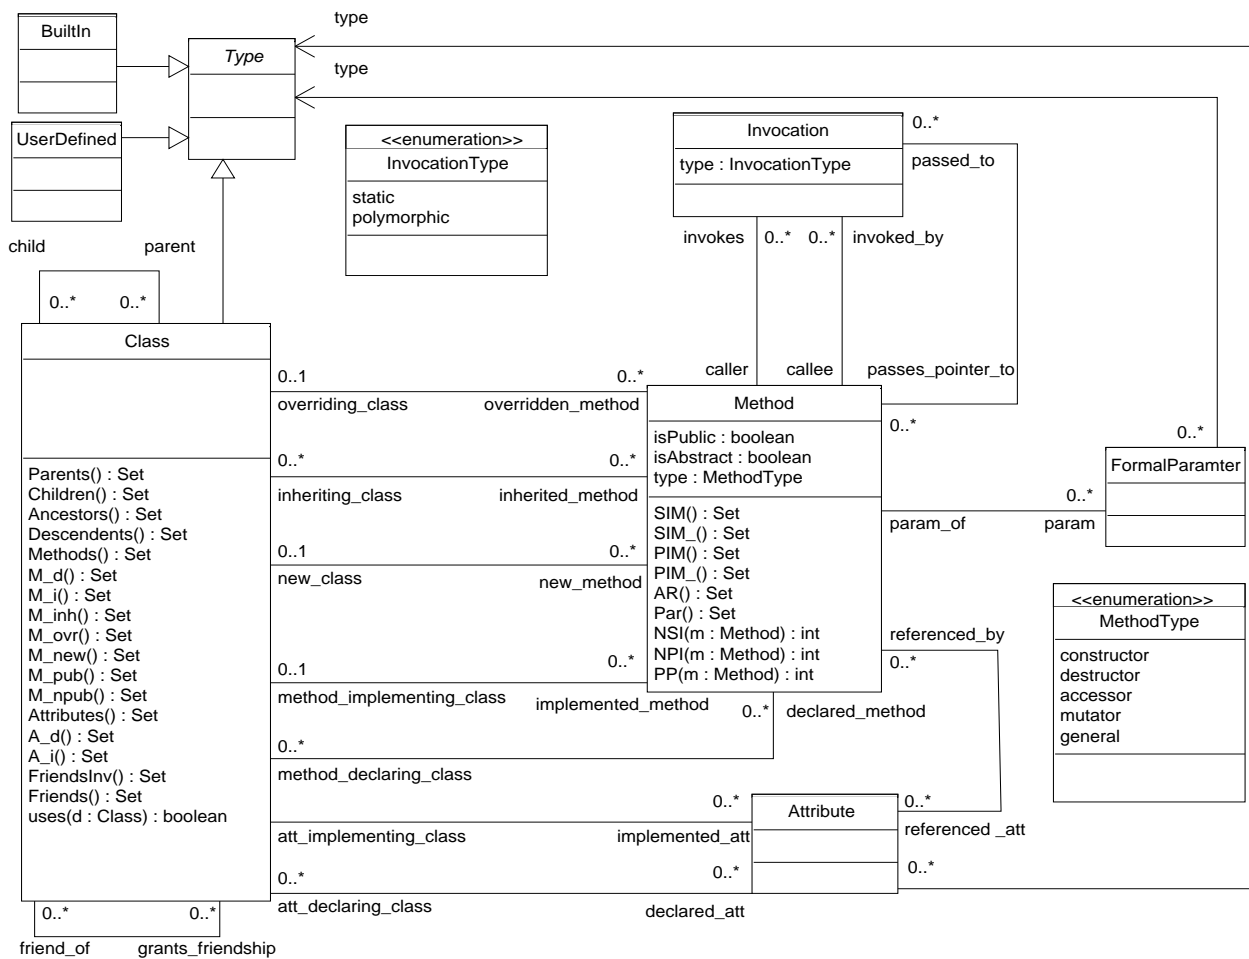 type
BuiltIn
Type
type
UserDefined
<<enumeration>>
InvocationType
static
polymorphic
Invocation
type : InvocationType
0..*
passed_to
invokes
0..*
0..*
invoked_by
child
parent
0..*
0..*
Class
Parents() : Set
Children() : Set
Ancestors() : Set
Descendents() : Set
Methods() : Set
M_d() : Set
M_i() : Set
M_inh() : Set
M_ovr() : Set
M_new() : Set
M_pub() : Set
M_npub() : Set
Attributes() : Set
A_d() : Set
A_i() : Set
FriendsInv() : Set
Friends() : Set
uses(d : Class) : boolean
0..1
0..*
overriding_class
overridden_method
0..*
0..*
inheriting_class
inherited_method
0..1
0..*
new_class
new_method
0..1
0..*
method_implementing_class
implemented_method
0..*
0..*
declared_method
method_declaring_class
caller
callee
passes_pointer_to
0..*
Method
isPublic : boolean
isAbstract : boolean
type : MethodType
SIM() : Set
SIM_() : Set
PIM() : Set
PIM_() : Set
AR() : Set
Par() : Set
NSI(m : Method) : int
NPI(m : Method) : int
PP(m : Method) : int
0..*
FormalParamter
0..*
param_of
param
<<enumeration>>
MethodType
constructor
destructor
accessor
mutator
general
referenced_by
0..*
0..*
Attribute
0..*
att_implementing_class
implemented_att
referenced _att
0..*
0..*
0..*
att_declaring_class
declared_att
0..*
0..*
friend_of
grants_friendship